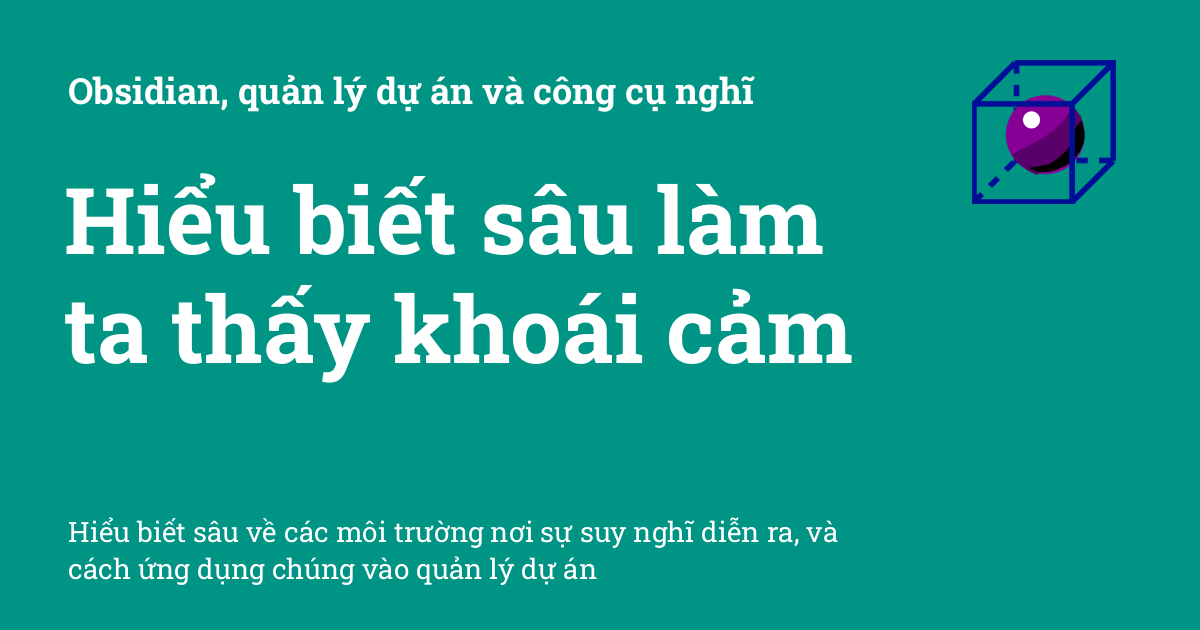 Obsidian, quản lý dự án và công cụ nghĩ
Hiểu biết sâu làm
ta thấy khoái cảm
Hiểu biết sâu về các môi trường nơi sự suy nghĩ diễn ra, và
cách ứng dụng chúng vào quản lý dự án